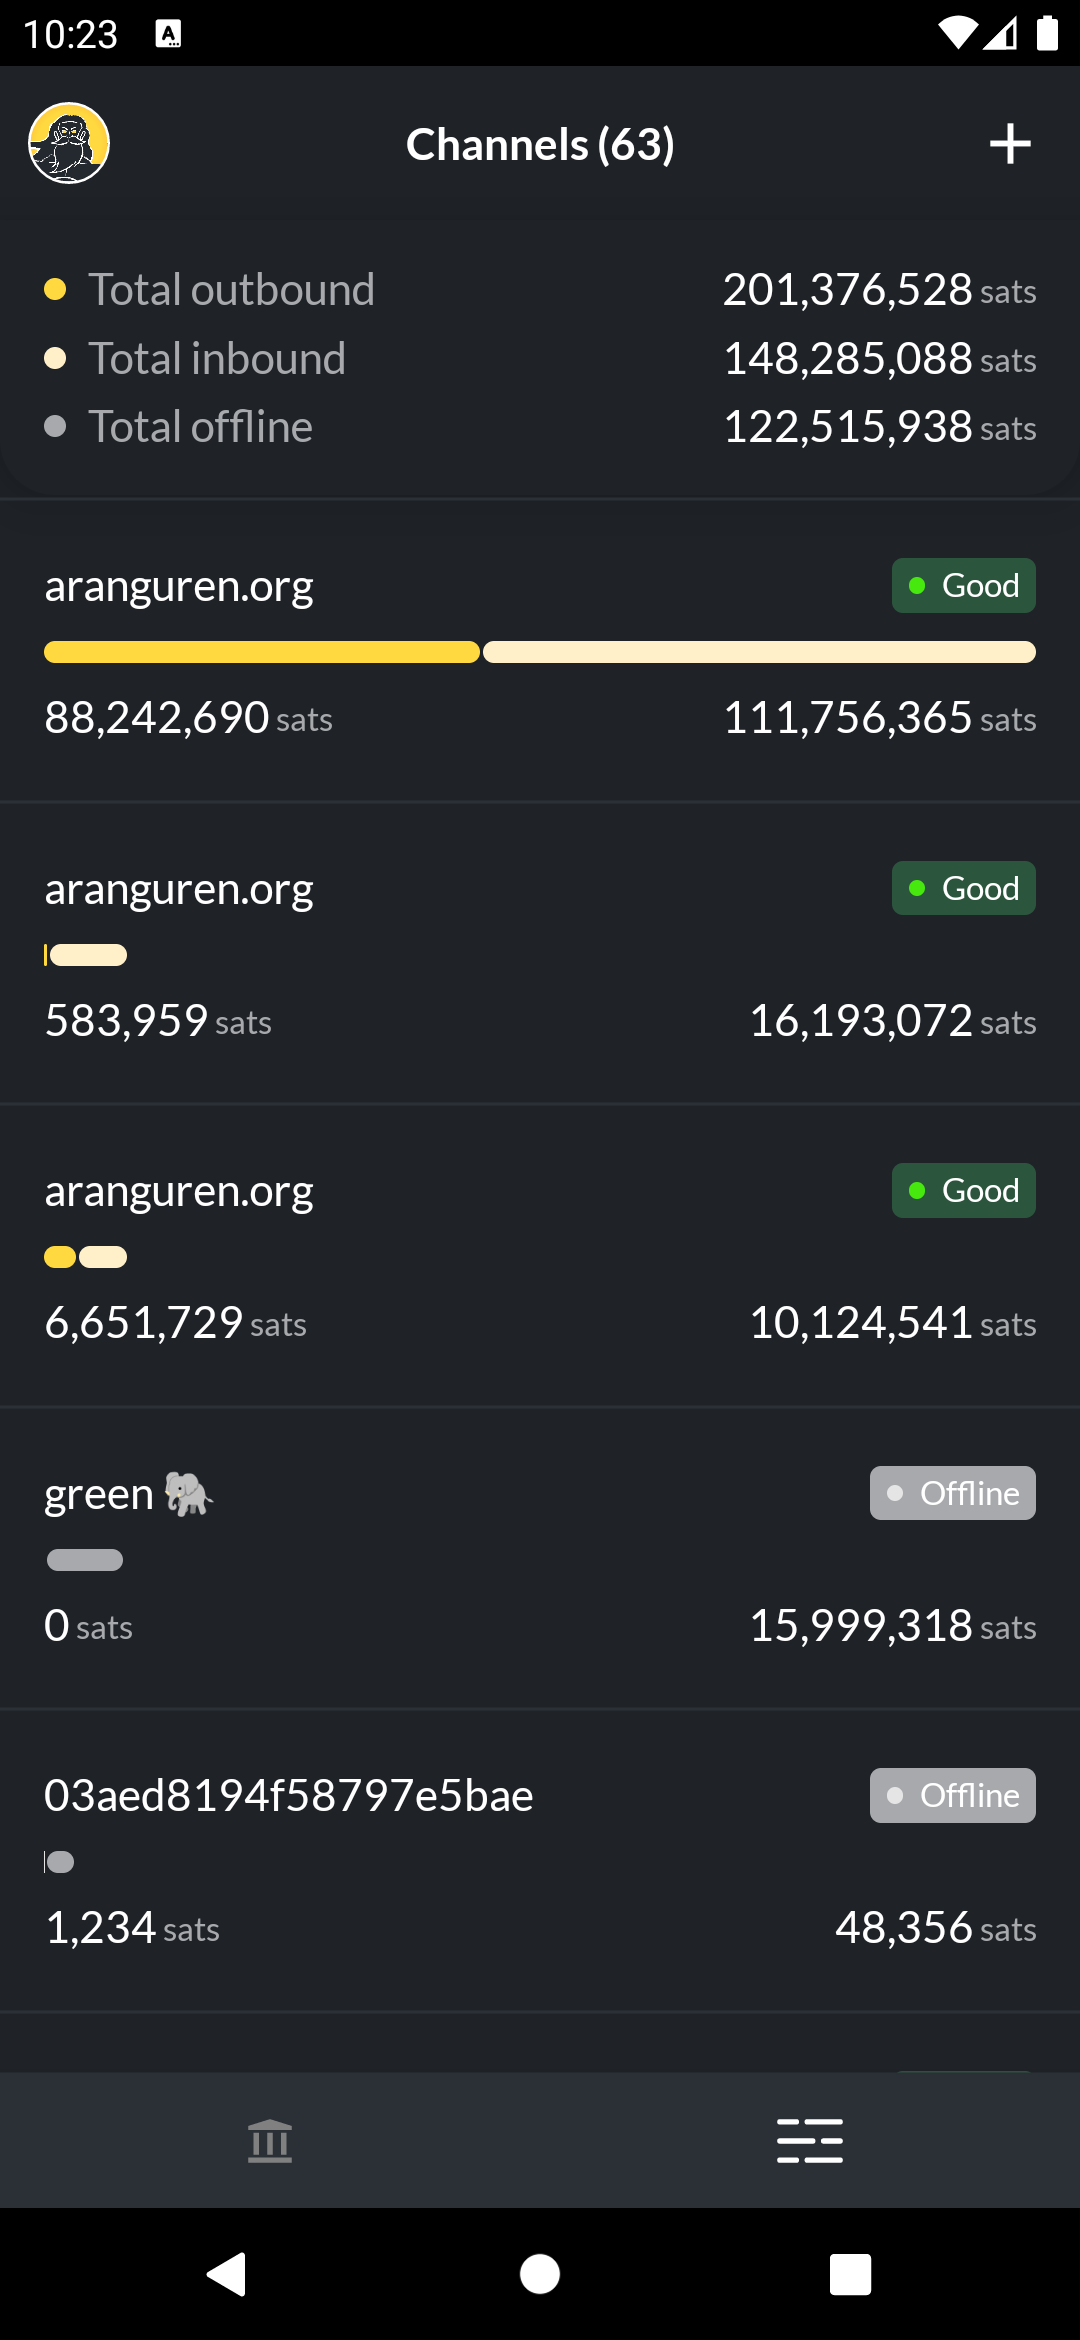 10:23
Channels (63)
Total outbound 201,376,528 sats
Total inbound 148,285,088 sats
Total offline 122,515,938 sats
aranguren.org Good
88,242,690 sats 111,756,365 sats
aranguren.org Good
583,959 sats 16,193,072 sats
aranguren.org Good
6,651,729 sats 10,124,541 sats
green 🐘 Offline
0 sats 15,999,318 sats
03aed8194f58797e5bae Offline
1,234 sats 48,356 sats